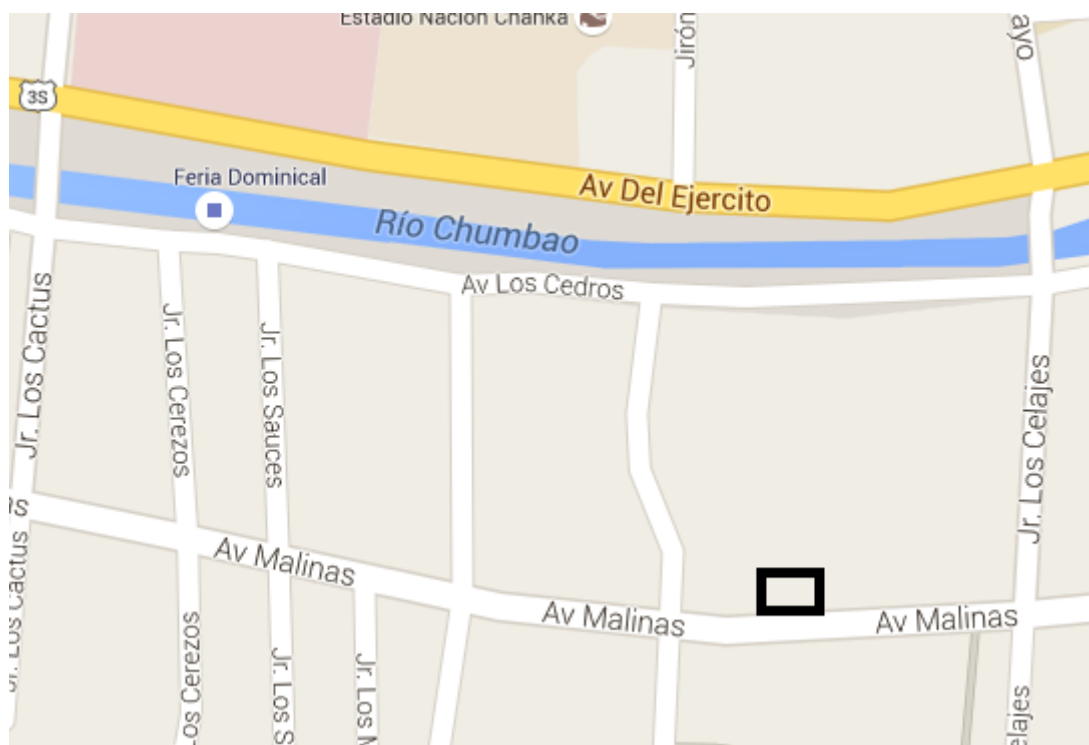 Estadio Nacion Chanka
Jirón
ayo
3S
Feria Dominical
Av Del Ejercito
Río Chumbao
Av Los Cedros
Jr. Los Cactus
Jr. Los Cerezos
Jr. Los Sauces
Jr. Los Celajes
Av Malinas
Av Malinas
Av Malinas
Jr. Los Cactus
Los Cerezos
Jr. Los S
Jr. Los M
elajes